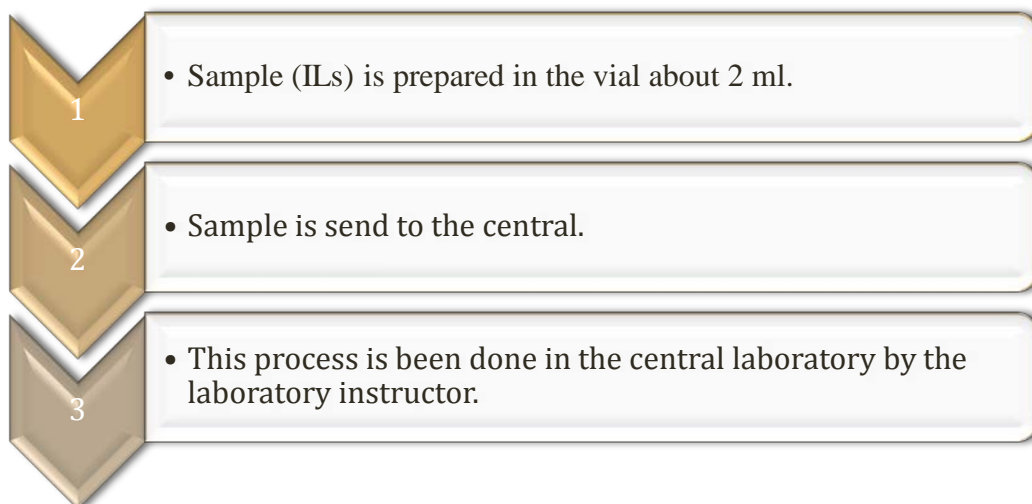 1
• Sample (ILs) is prepared in the vial about 2 ml.
2
• Sample is send to the central.
3
• This process is been done in the central laboratory by the
laboratory instructor.